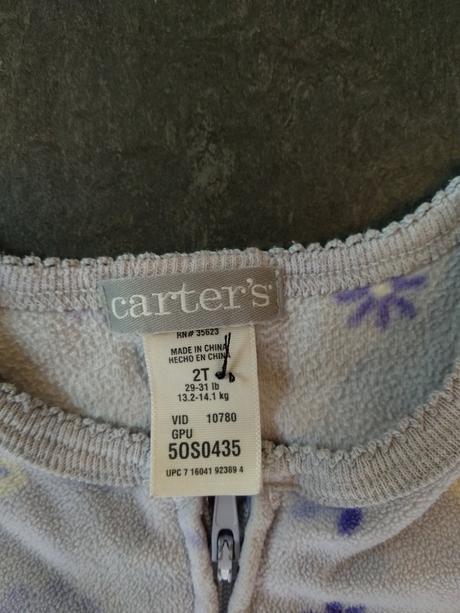 carter's
RN# 35623
MADE IN CHINA
HECHO EN CHINA
2T
29-31 lb
13.2-14.1 kg
VID 10780
GPU
50S0435
UPC 7 16041 92369 4